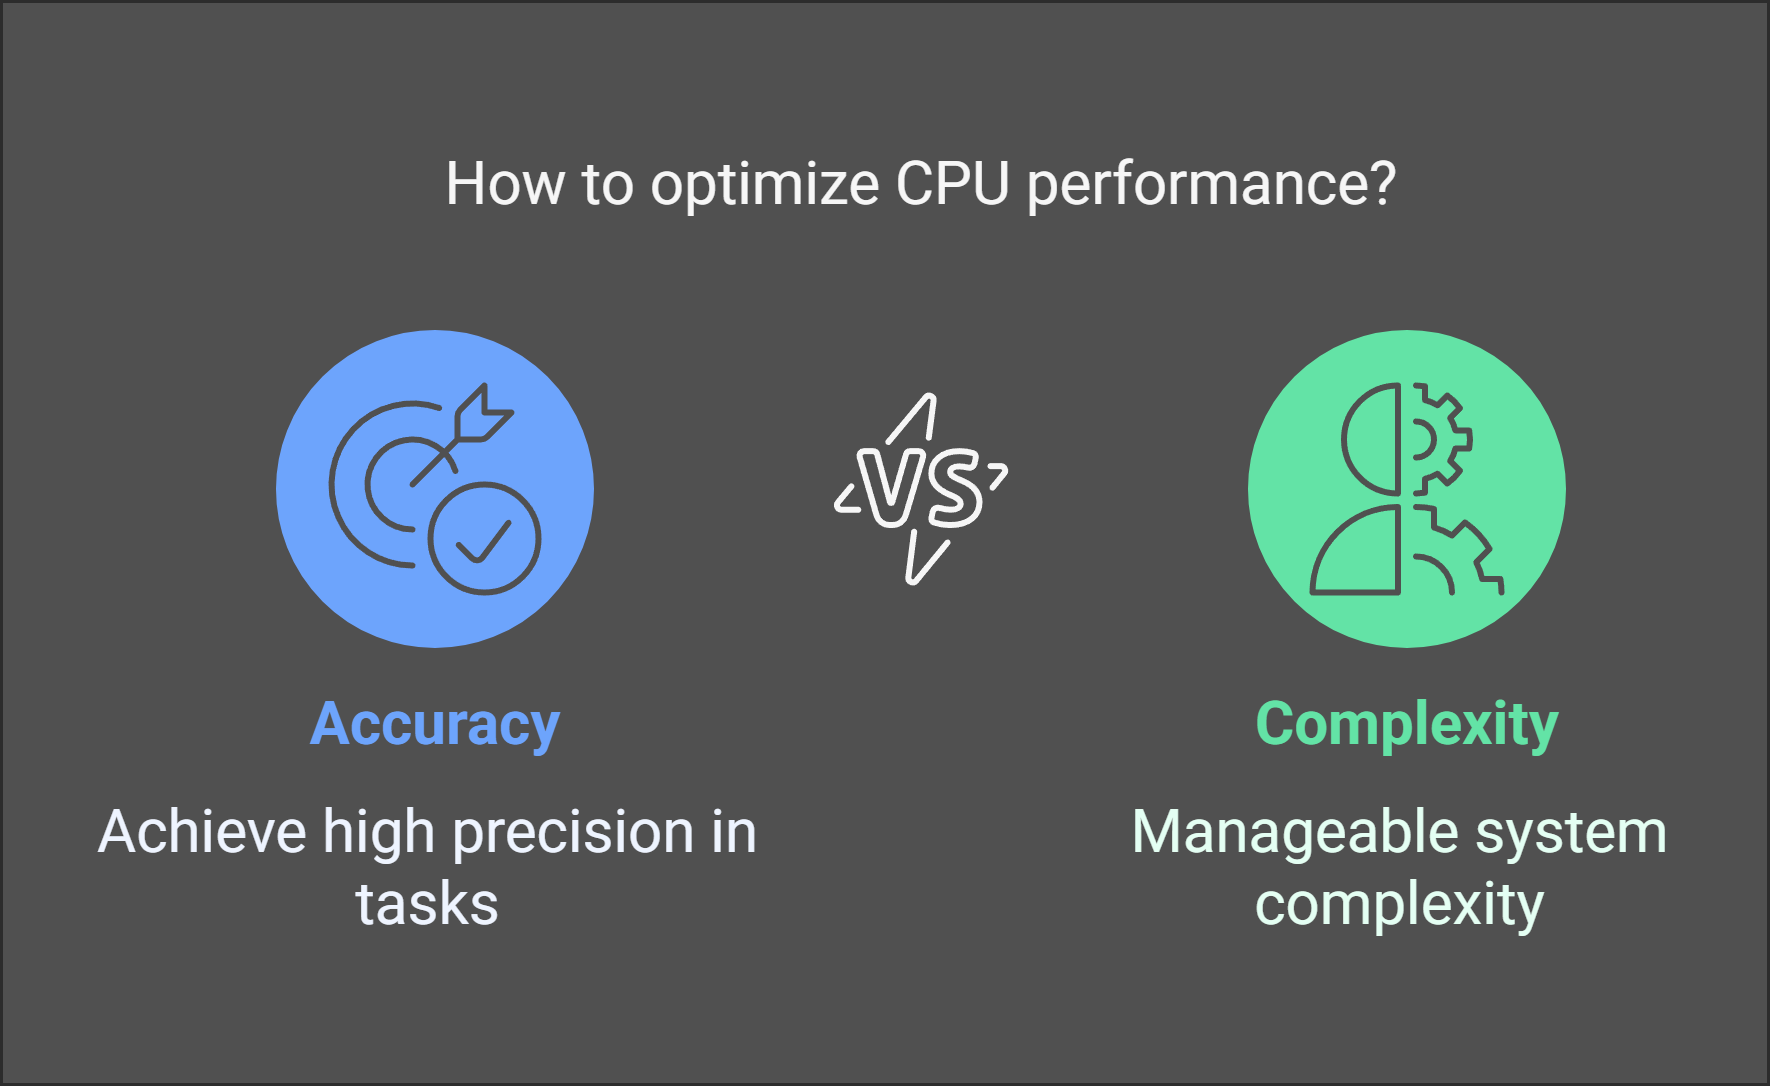 How to optimize CPU performance?
VS
Accuracy
Complexity
Achieve high precision in
tasks
Manageable system
complexity